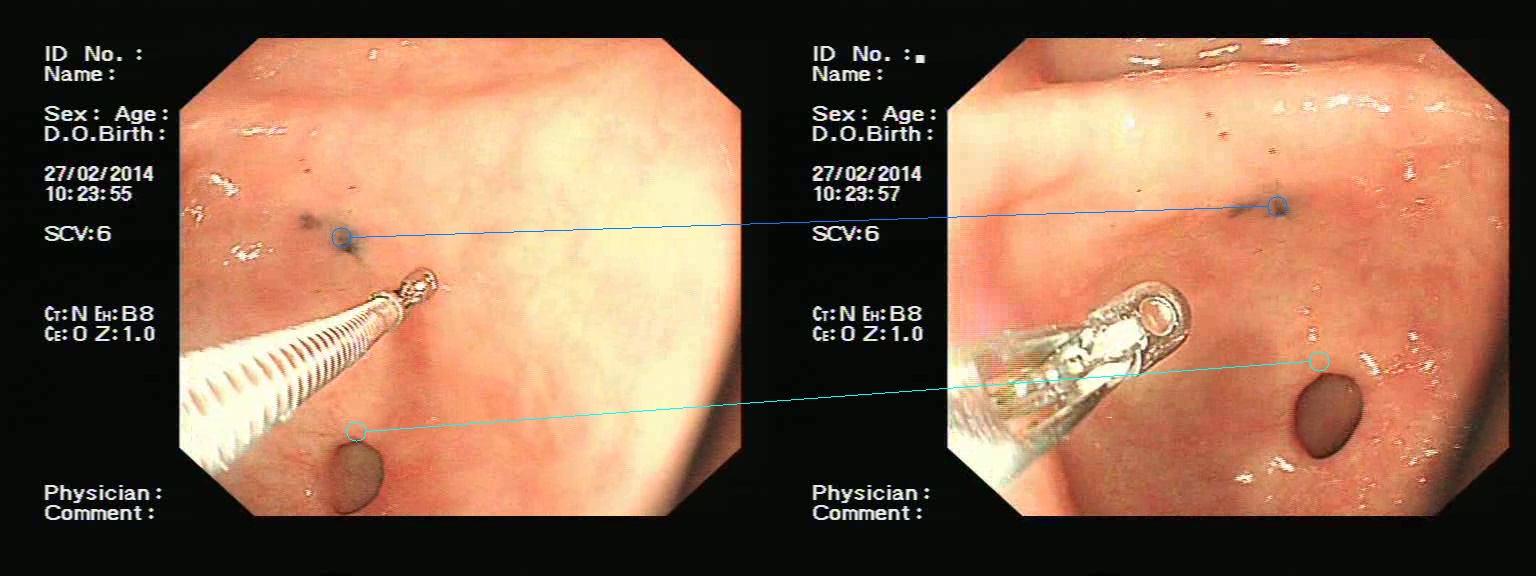 ID No. :
Name :
Sex : Age :
D.O.Birth :
27/02/2014
10:23:55
SCV:6
CT:N EH:B8
CE:0 Z:1.0
Physician :
Comment :
ID No. :
Name :
Sex : Age :
D.O.Birth :
27/02/2014
10:23:57
SCV:6
CT:N EH:B8
CE:0 Z:1.0
Physician :
Comment :